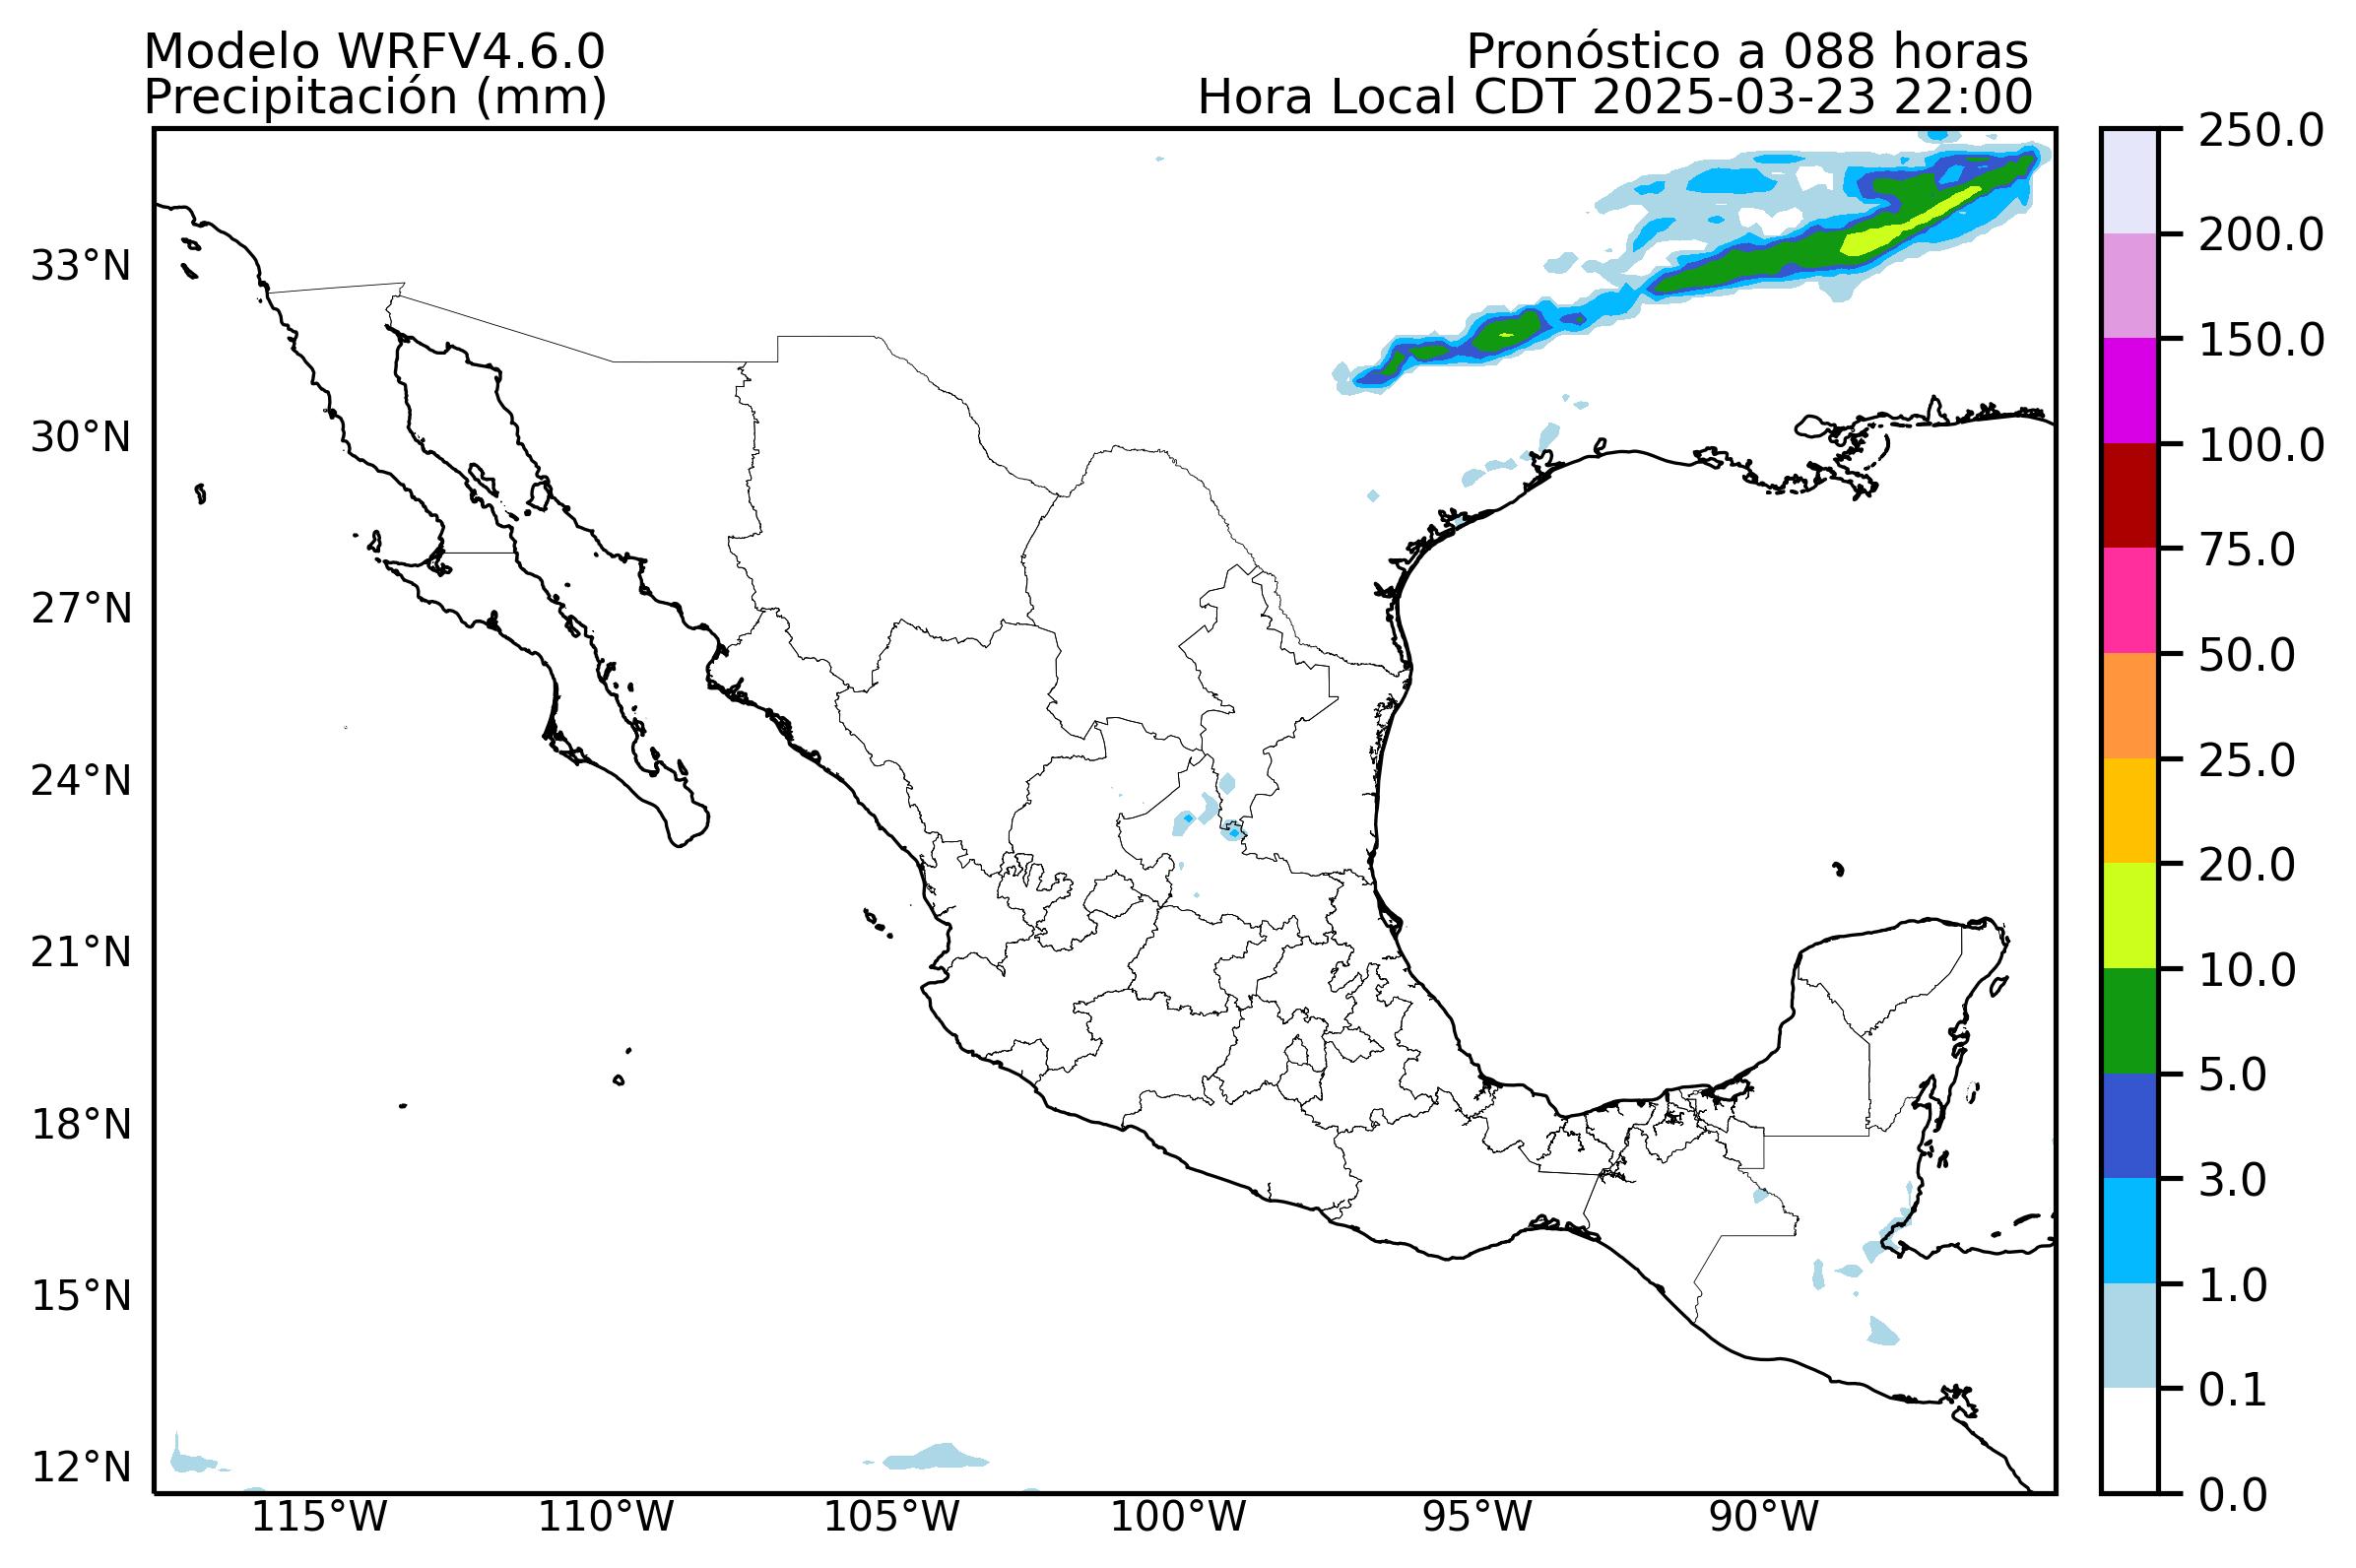 Modelo WRFV4.6.0
Pronóstico a 088 horas
Precipitación (mm)
Hora Local CDT 2025-03-23 22:00
33°N
30°N
27°N
24°N
21°N
18°N
15°N
12°N
115°W
110°W
105°W
100°W
95°W
90°W
250.0
200.0
150.0
100.0
75.0
50.0
25.0
20.0
10.0
5.0
3.0
1.0
0.1
0.0